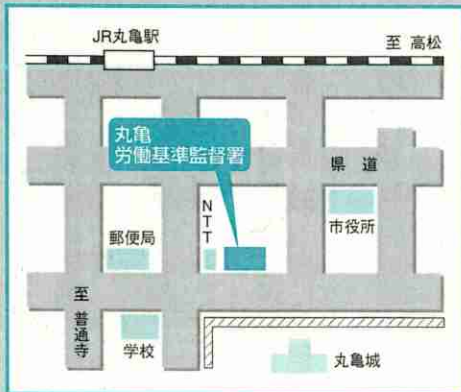 JR丸亀駅
至 高松
丸亀
労働基準監督署
県道
NTT
郵便局
市役所
至 普通寺
学校
丸亀城